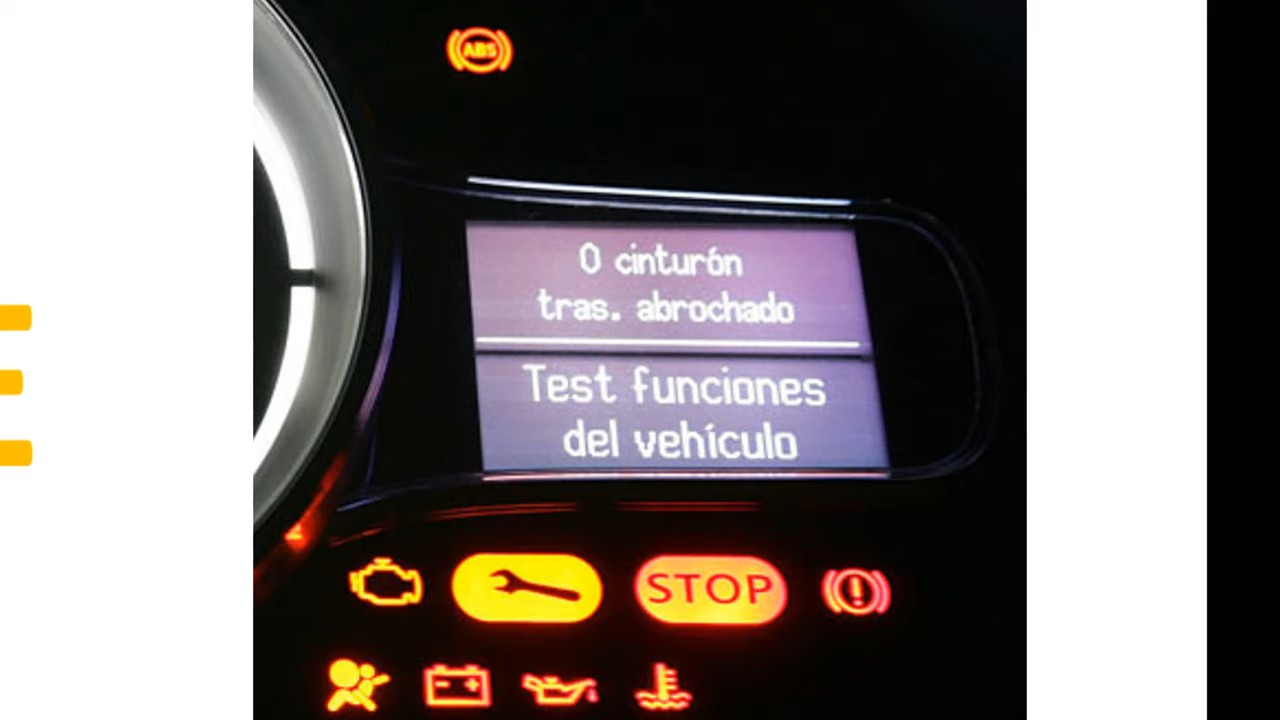 ABS
0 cinturón
tras. abrochado
Test funciones
del vehículo
STOP